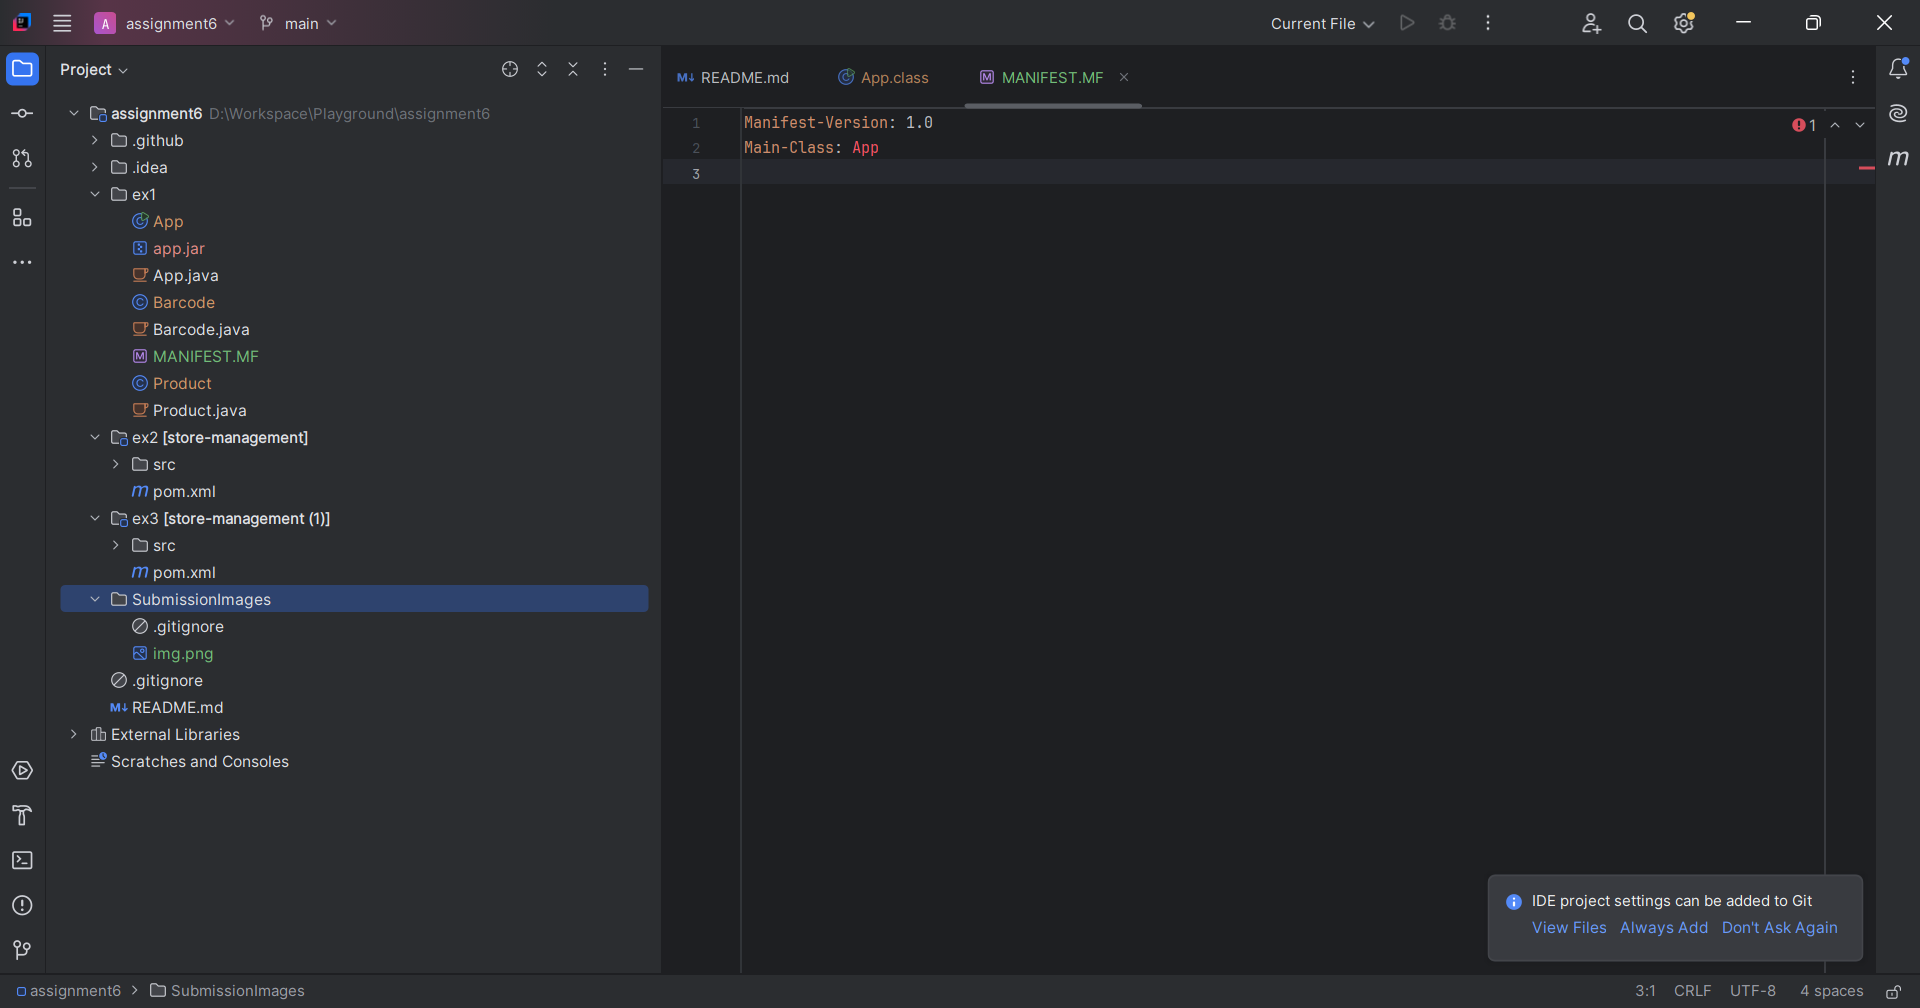 A assignment6 main Current File
Project
README.md App.class MANIFEST.MF
assignment6 D:\Workspace\Playground\assignment6
.github
.idea
ex1
App
app.jar
App.java
Barcode
Barcode.java
MANIFEST.MF
Product
Product.java
ex2 [store-management]
src
pom.xml
ex3 [store-management (1)]
src
pom.xml
SubmissionImages
.gitignore
img.png
.gitignore
README.md
External Libraries
Scratches and Consoles
1 Manifest-Version: 1.0
2 Main-Class: App
3
1
IDE project settings can be added to Git
View Files Always Add Don't Ask Again
assignment6 > SubmissionImages 3:1 CRLF UTF-8 4 spaces